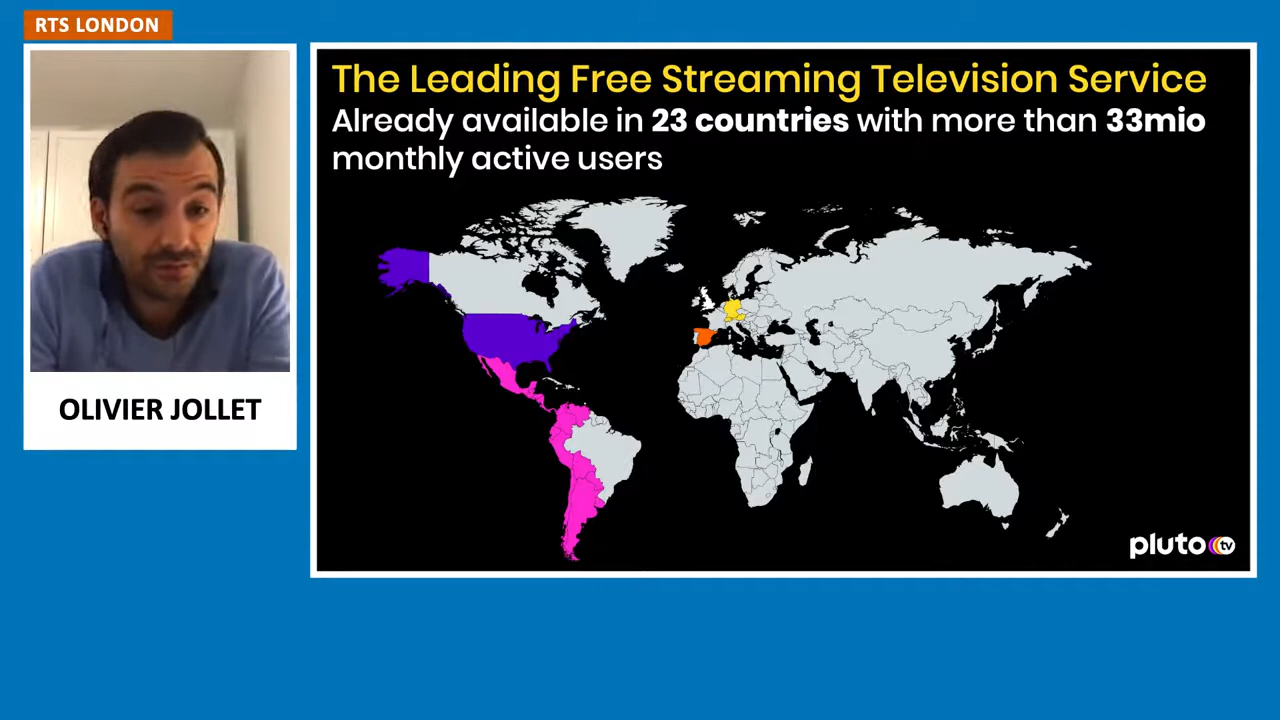 RTS LONDON
OLIVIER JOLLET
The Leading Free Streaming Television Service
Already available in 23 countries with more than 33mio
monthly active users
pluto tv